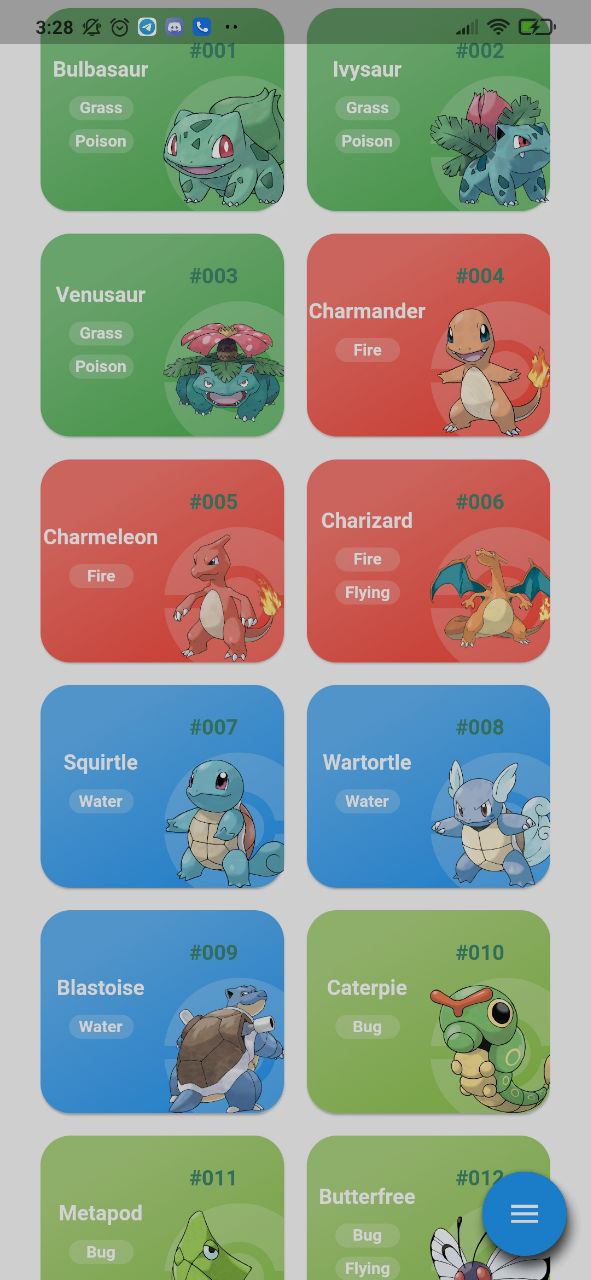 3:28
#001
#002
Bulbasaur
Ivysaur
Grass
Grass
Poison
Poison
#003
#004
Venusaur
Charmander
Grass
Fire
Poison
#005
#006
Charmeleon
Charizard
Fire
Fire
Flying
#007
#008
Squirtle
Wartortle
Water
Water
#009
#010
Blastoise
Caterpie
Water
Bug
#011
#012
Metapod
Butterfree
Bug
Bug
Flying